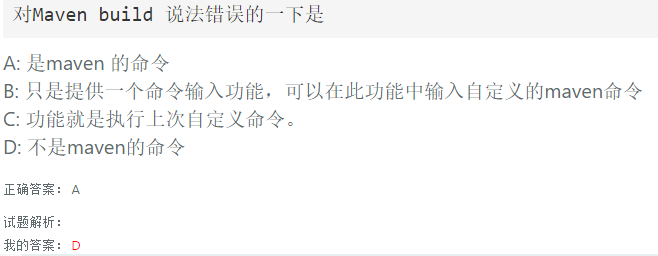 对Maven build 说法错误的一下是
A: 是maven 的命令
B: 只是提供一个命令输入功能，可以在此功能中输入自定义的maven命令
C: 功能就是执行上次自定义命令。
D: 不是maven的命令
正确答案: A
试题解析:
我的答案: D